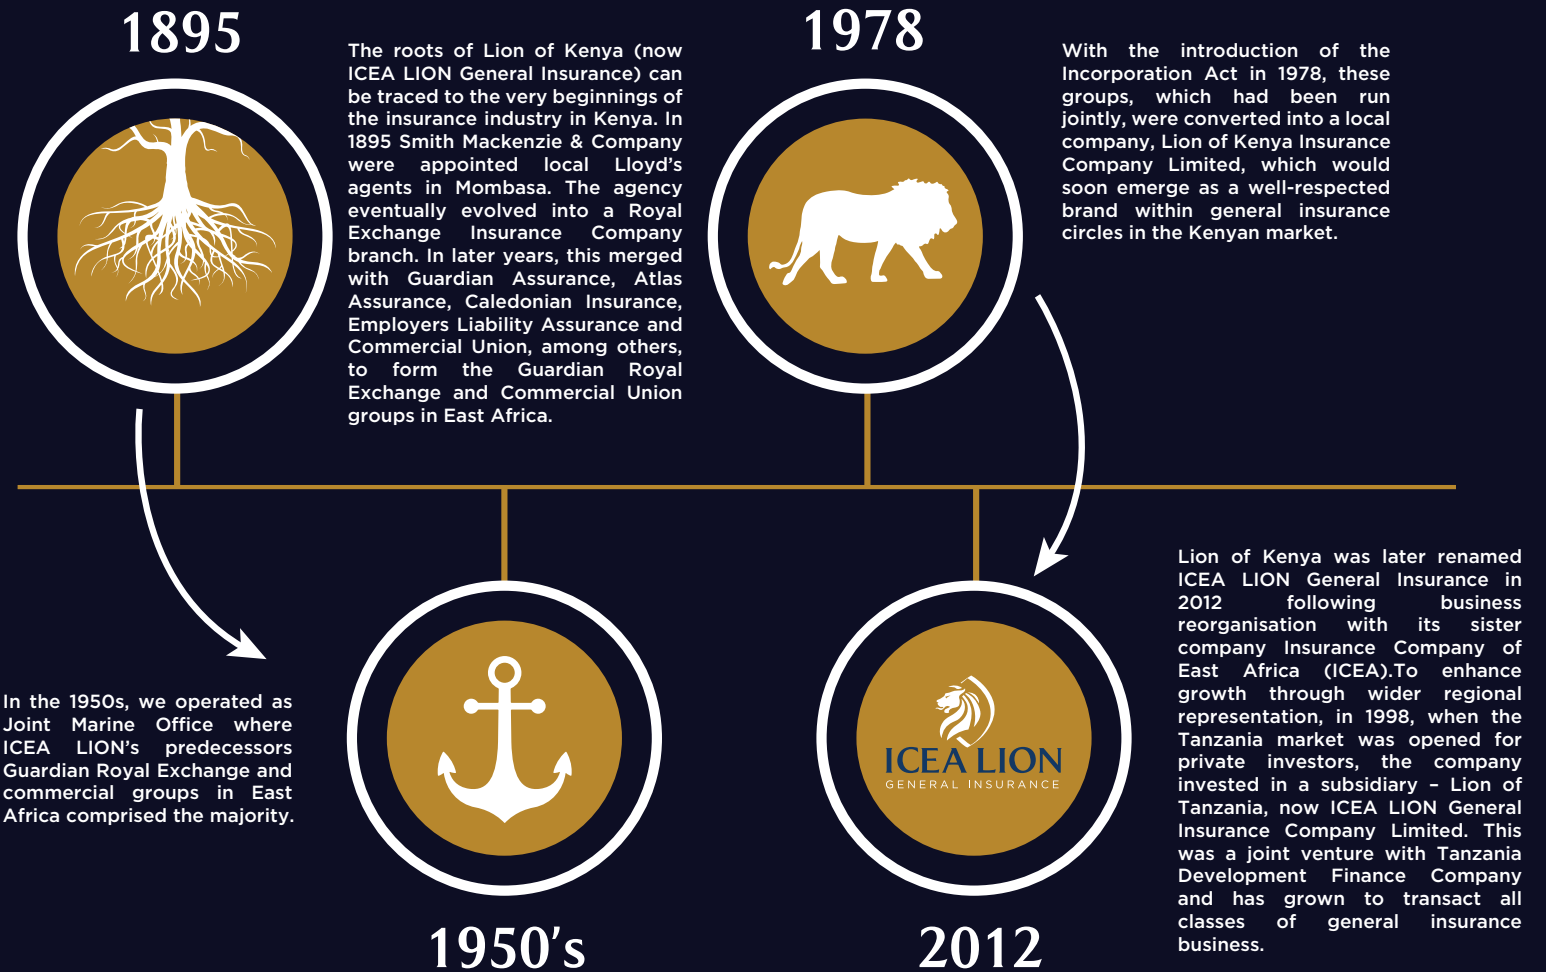 1895
The roots of Lion of Kenya (now
ICEA LION General Insurance) can
be traced to the very beginnings of
the insurance industry in Kenya. In
1895 Smith Mackenzie & Company
were appointed local Lloyd's
agents in Mombasa. The agency
eventually evolved into a Royal
Exchange Insurance Company
branch. In later years, this merged
with Guardian Assurance, Atlas
Assurance, Caledonian Insurance,
Employers Liability Assurance and
Commercial Union, among others,
to form the Guardian Royal
Exchange and Commercial Union
groups in East Africa.
In the 1950s, we operated as
Joint Marine Office where
ICEA LION's predecessors
Guardian Royal Exchange and
commercial groups in East
Africa comprised the majority.
1950's
1978
With the introduction of the
Incorporation Act in 1978, these
groups, which had been run
jointly, were converted into a local
company, Lion of Kenya Insurance
Company Limited, which would
soon emerge as a well-respected
brand within general insurance
circles in the Kenyan market.
ICEA LION
GENERAL INSURANCE
2012
Lion of Kenya was later renamed
ICEA LION General Insurance in
2012 following business
reorganisation with its sister
company Insurance Company of
East Africa (ICEA).To enhance
growth through wider regional
representation, in 1998, when the
Tanzania market was opened for
private investors, the company
invested in a subsidiary – Lion of
Tanzania, now ICEA LION General
Insurance Company Limited. This
was a joint venture with Tanzania
Development Finance Company
and has grown to transact all
classes of general insurance
business.